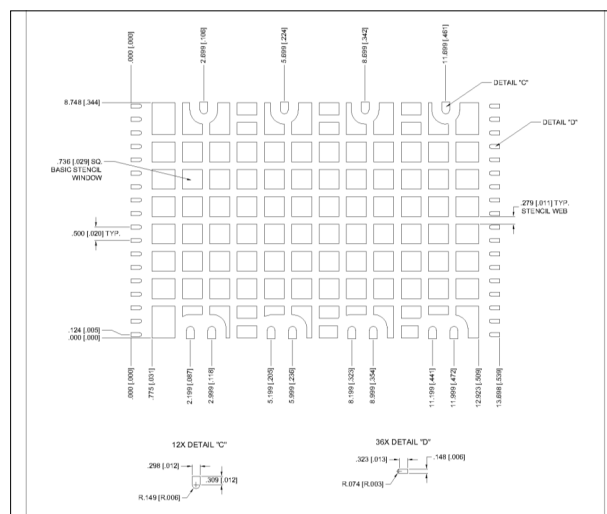 .000 [.000]
2.699 [.106]
5.699 [.224]
8.699 [.342]
11.699 [.461]
DETAIL "C"
8.748 [.344]
DETAIL "D"
.736 [.029] SQ.
BASIC STENCIL
WINDOW
.279 [.011] TYP.
STENCIL WEB
.500 [.020] TYP.
.124 [.005]
.000 [.000]
.000 [.000]
.775 [.031]
2.199 [.087]
2.999 [.118]
5.199 [.205]
5.999 [.236]
8.199 [.323]
8.999 [.354]
11.199 [.441]
11.999 [.472]
12.923 [.509]
13.698 [.539]
12X DETAIL "C"
36X DETAIL "D"
.298 [.012]
.309 [.012]
R.149 [R.006]
.323 [.013]
.148 [.006]
R.074 [R.003]